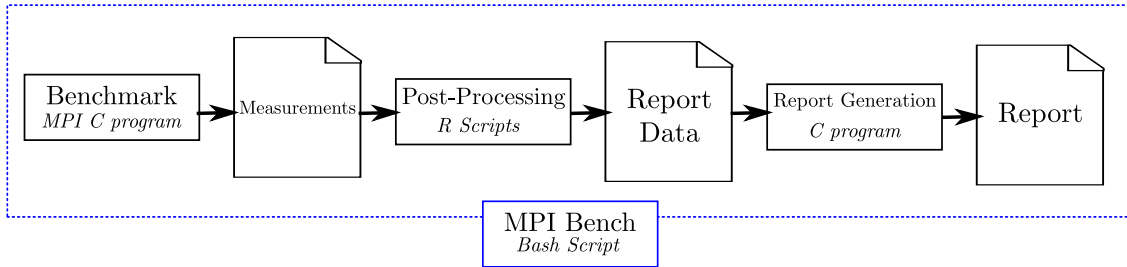 Benchmark
MPI C program
Measurements
Post-Processing
R Scripts
Report
Data
Report Generation
C program
Report
MPI Bench
Bash Script